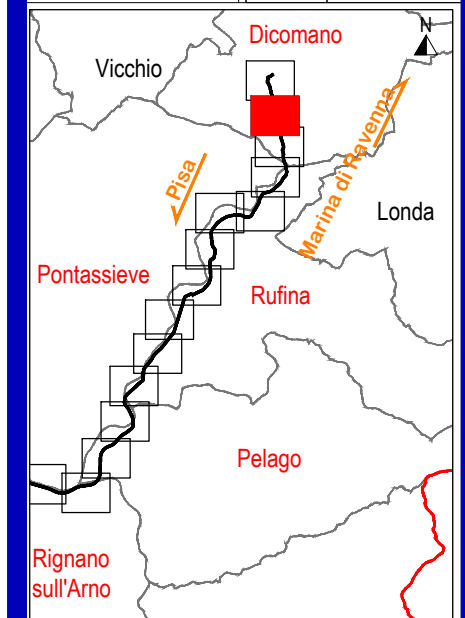 Dicomano
N
Vicchio
Marina di Ravenna
Pisa
Londa
Pontassieve
Rufina
Pelago
Rignano
sull'Arno